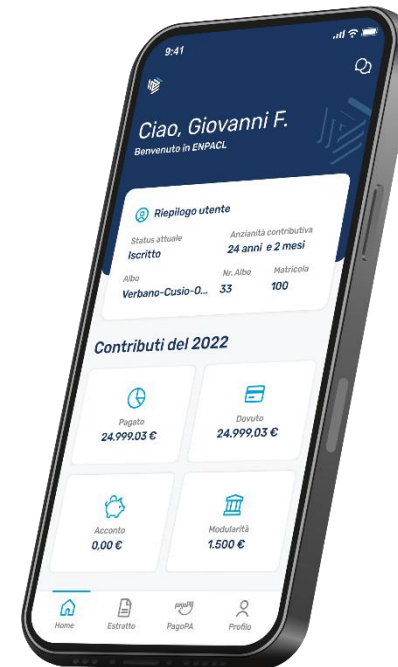 9:41
Ciao, Giovanni F.
Benvenuto in ENPACL
Riepilogo utente
Status attuale
Iscritto
Anzianità contributiva
24 anni e 2 mesi
Albo
Verbano-Cusio-O...
Nr. Albo
33
Matricola
100
Contributi del 2022
Pagato
24.999.03 €
Dovuto
24.999,03 €
Acconto
0,00 €
Modularità
1.500 €
pagoPA
Home
Estratto
PagoPA
Profilo